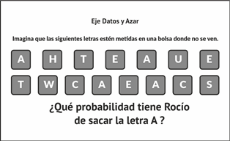 Eje Datos y Azar
Imagina que las siguientes letras están metidas en una bolsa donde no se ven.
A H T E A U E
T W C A E A C S
¿Qué probabilidad tiene Rocío
de sacar la letra A ?